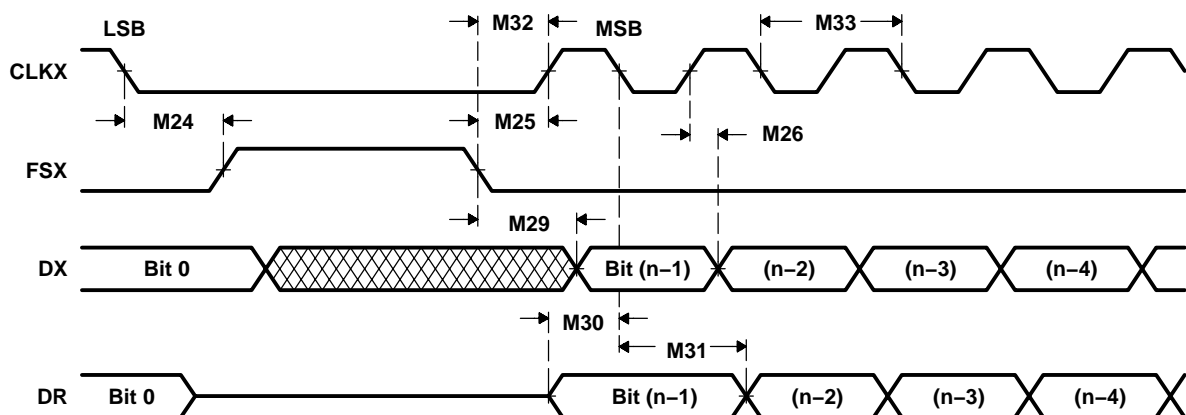 LSB M32 MSB M33
CLKX
M24 M25 M26
FSX
M29
DX Bit 0 Bit (n−1) (n−2) (n−3) (n−4)
M30
M31
DR Bit 0 Bit (n−1) (n−2) (n−3) (n−4)